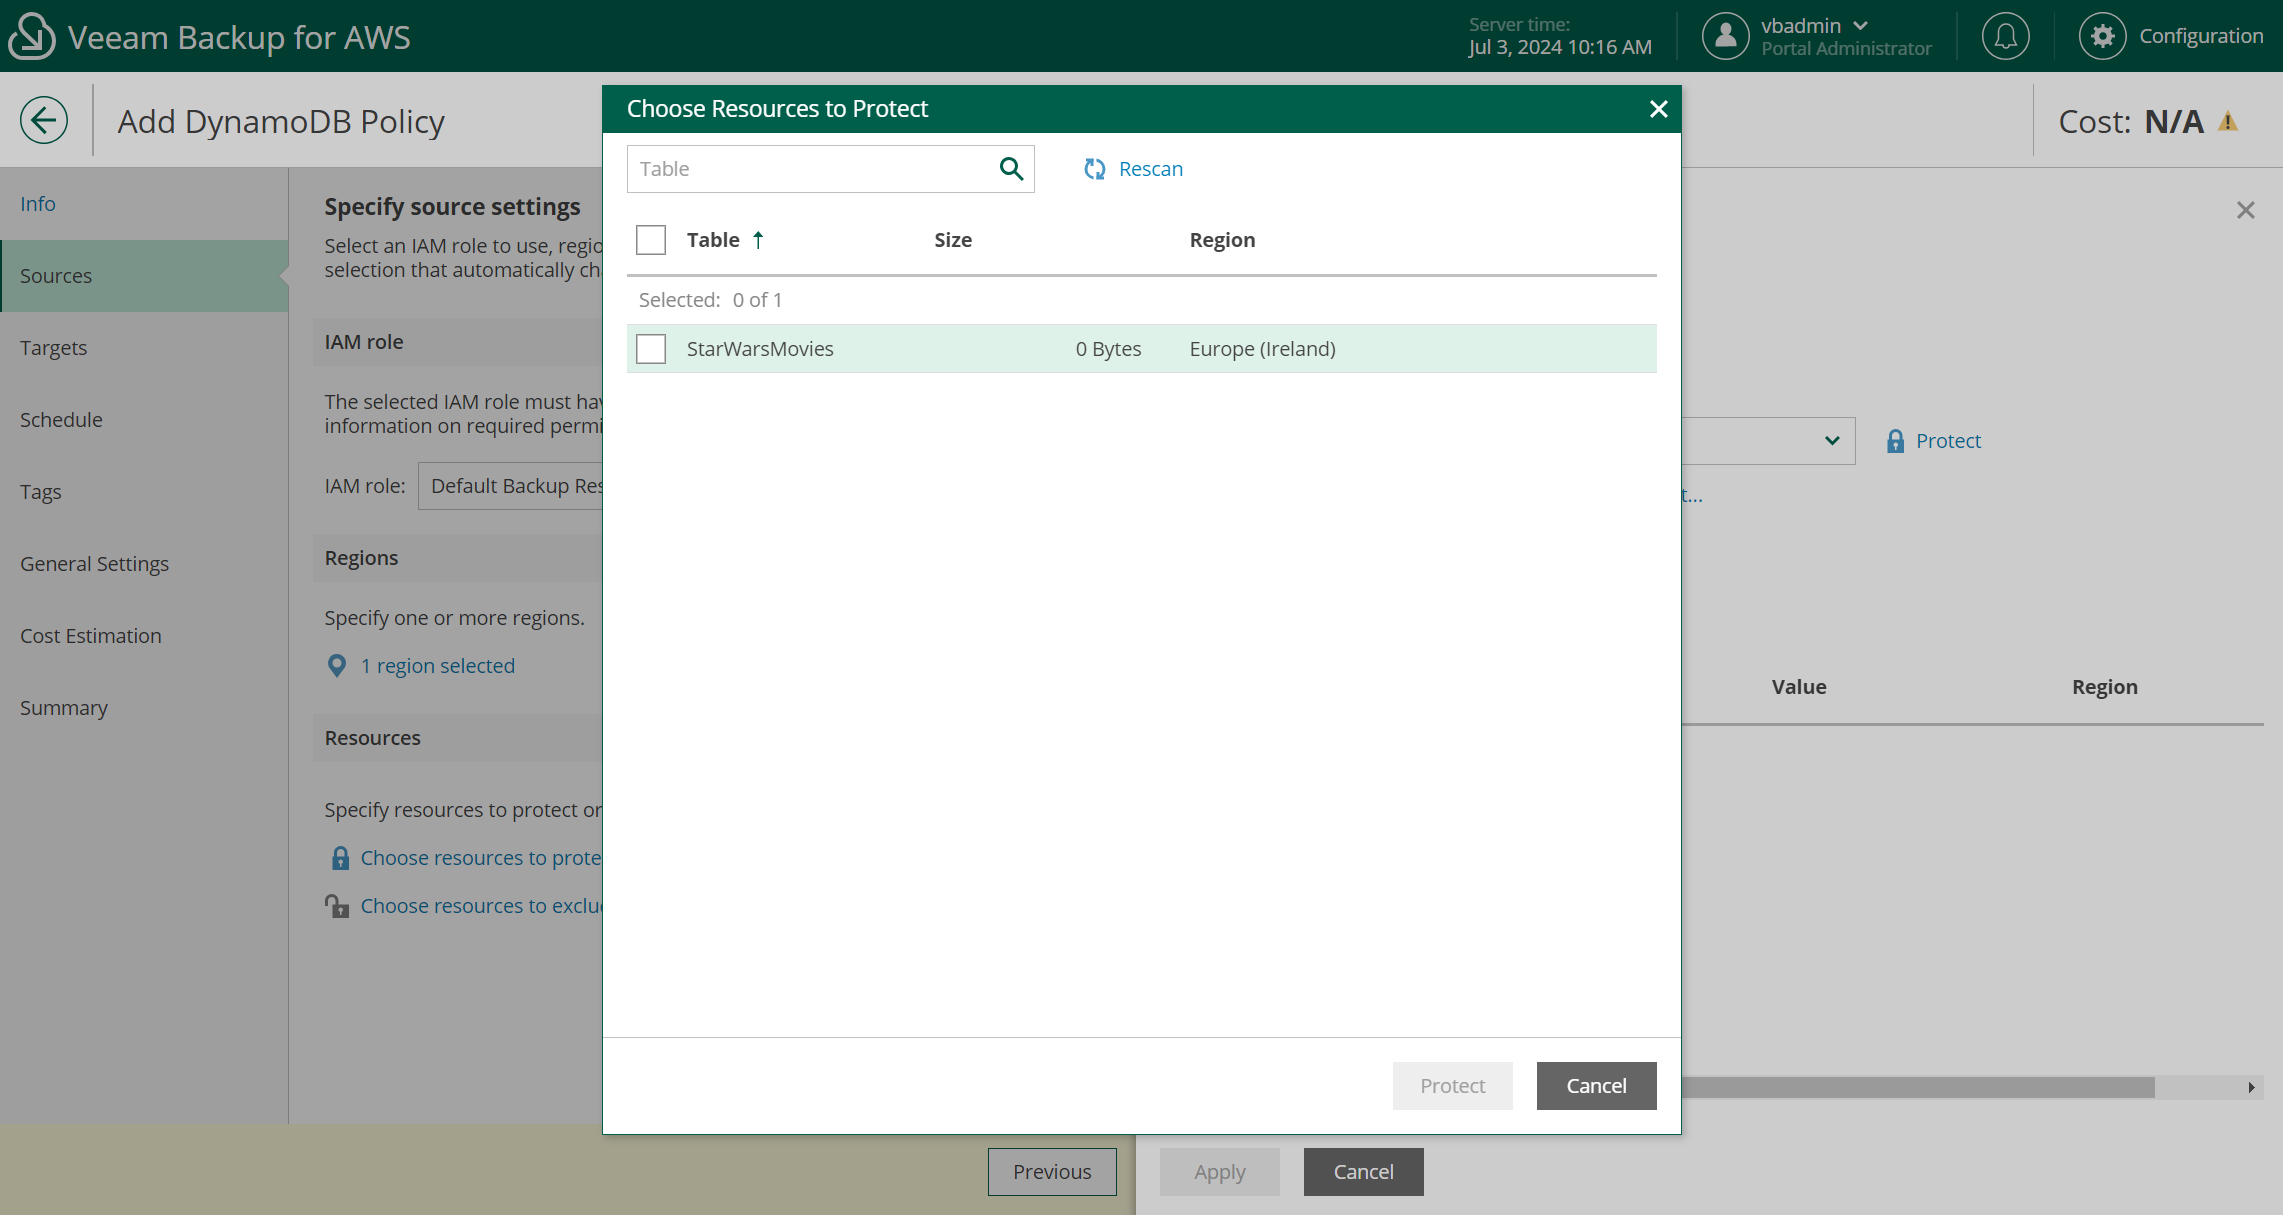 Veeam Backup for AWS
Server time:
Jul 3, 2024 10:16 AM
vbadmin
Portal Administrator
Configuration
Add DynamoDB Policy
Cost: N/A
Info
Sources
Targets
Schedule
Tags
General Settings
Cost Estimation
Summary
Specify source settings
Select an IAM role to use, regio
selection that automatically ch
IAM role
The selected IAM role must hav
information on required permi
IAM role: Default Backup Res
Regions
Specify one or more regions.
1 region selected
Resources
Specify resources to protect or
Choose resources to prote
Choose resources to exclu
Choose Resources to Protect
Table
Rescan
Table Size Region
Selected: 0 of 1
StarWarsMovies 0 Bytes Europe (Ireland)
Protect Cancel
Protect
t...
Value Region
Previous
Apply Cancel